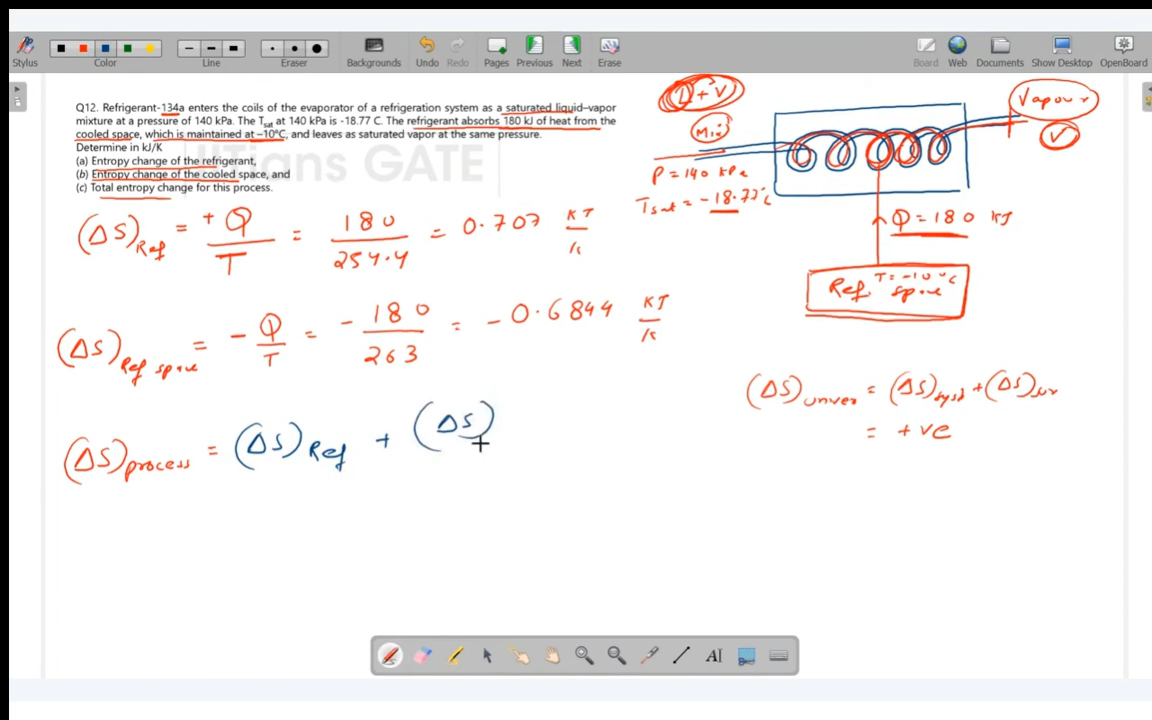 Stylus Color Line Eraser Backgrounds Undo Redo Pages Previous Next Erase Board Web Documents Show Desktop OpenBoard
Q12. Refrigerant-134a enters the coils of the evaporator of a refrigeration system as a saturated liquid–vapor
mixture at a pressure of 140 kPa. The Tsat at 140 kPa is -18.77 C. The refrigerant absorbs 180 kJ of heat from the
cooled space, which is maintained at –10°C, and leaves as saturated vapor at the same pressure.
Determine in kJ/K
(a) Entropy change of the refrigerant,
(b) Entropy change of the cooled space, and
(c) Total entropy change for this process.
IITians GATE
L+V
Mix
P = 140 kPa
Tsat = -18.77°C
Vapour
V
Q = 180 KJ
T = -10°C
Ref. space
(ΔS)Ref = +Q/T = 180/254.4 = 0.707 KJ/K
(ΔS)Ref space = -Q/T = -180/263 = -0.6844 KJ/K
(ΔS)univer = (ΔS)syst + (ΔS)sur
= +ve
(ΔS)process = (ΔS)Ref + (ΔS)
AI